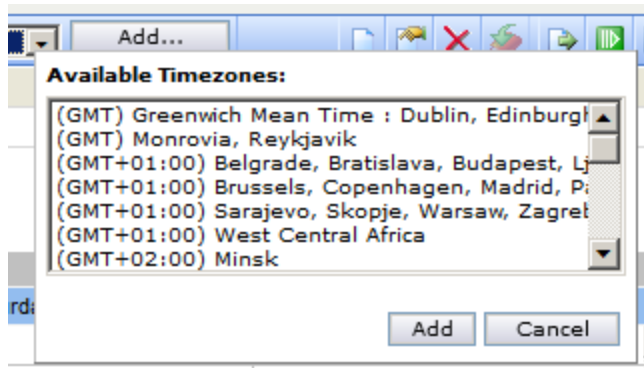 Add...
Available Timezones:
(GMT) Greenwich Mean Time : Dublin, Edinburgh
(GMT) Monrovia, Reykjavik
(GMT+01:00) Belgrade, Bratislava, Budapest, Lj
(GMT+01:00) Brussels, Copenhagen, Madrid, Pa
(GMT+01:00) Sarajevo, Skopje, Warsaw, Zagreb
(GMT+01:00) West Central Africa
(GMT+02:00) Minsk
Add Cancel